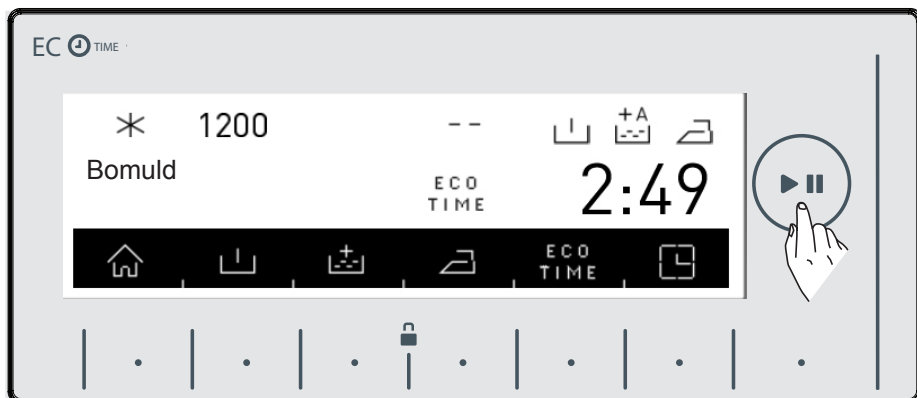 EC TIME
1200 --
+A
Bomuld
ECO
TIME
2:49
ECO
TIME